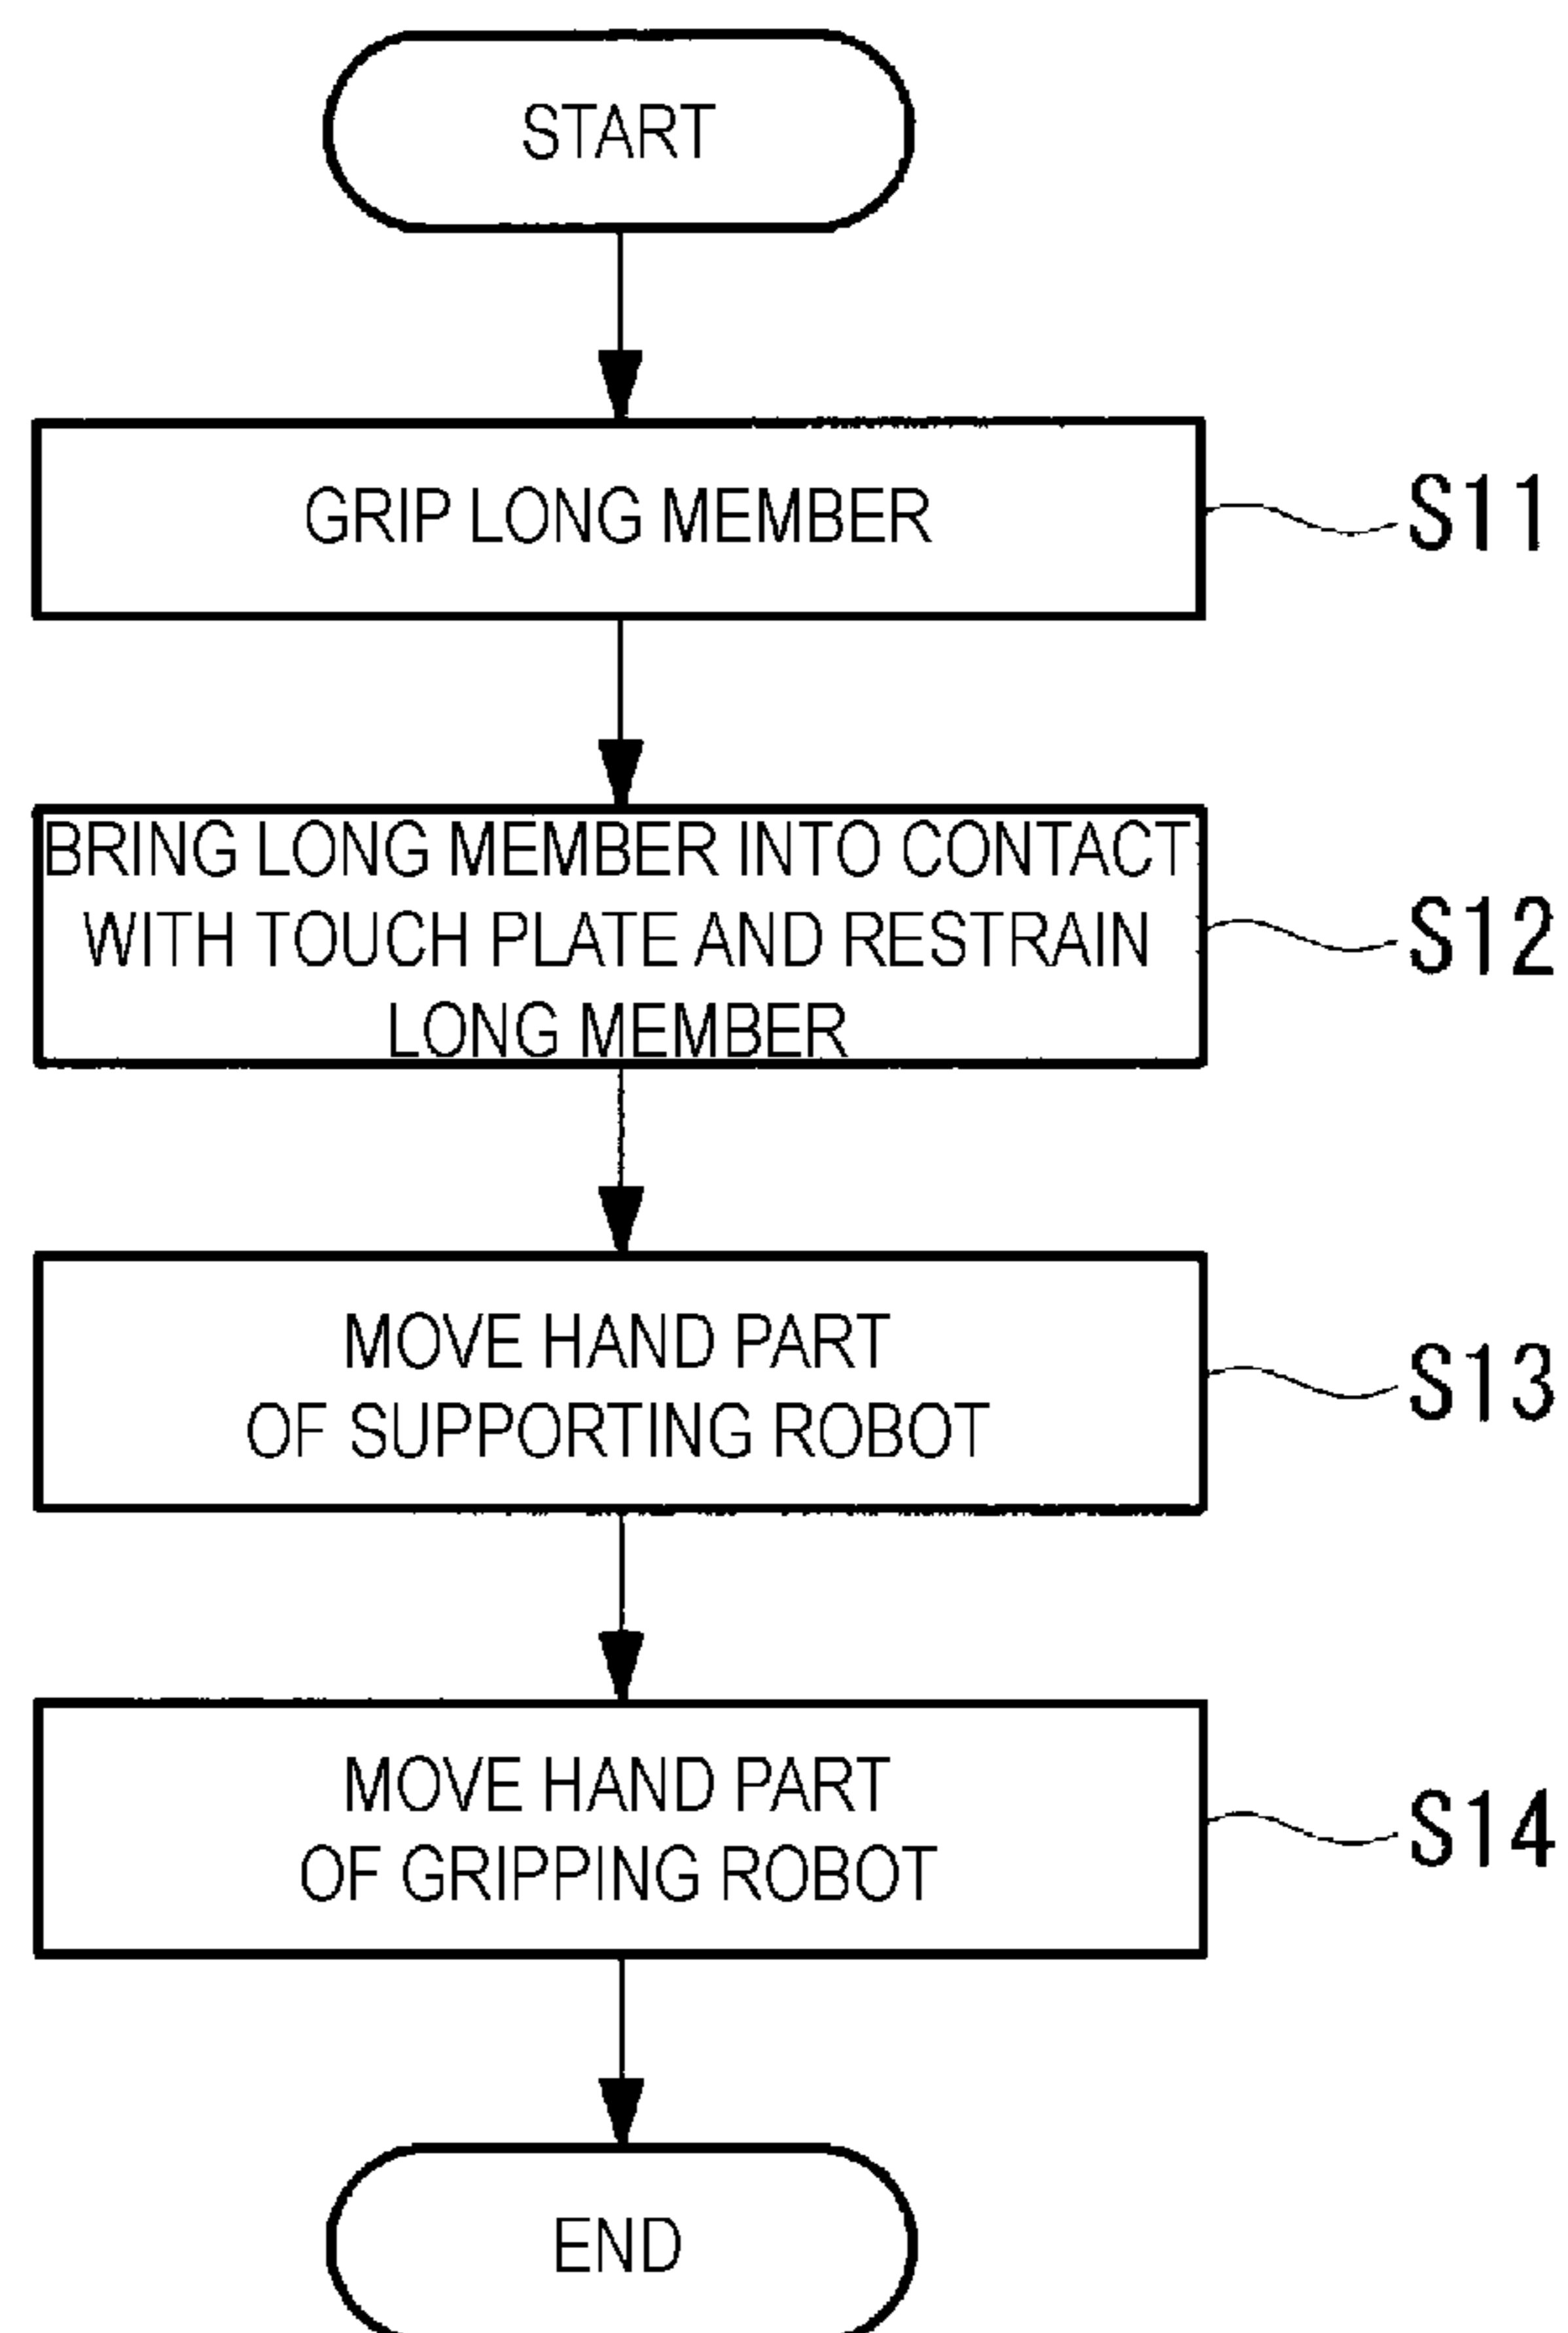 START
GRIP LONG MEMBER
S11
BRING LONG MEMBER INTO CONTACT
WITH TOUCH PLATE AND RESTRAIN
LONG MEMBER
S12
MOVE HAND PART
OF SUPPORTING ROBOT
S13
MOVE HAND PART
OF GRIPPING ROBOT
S14
END